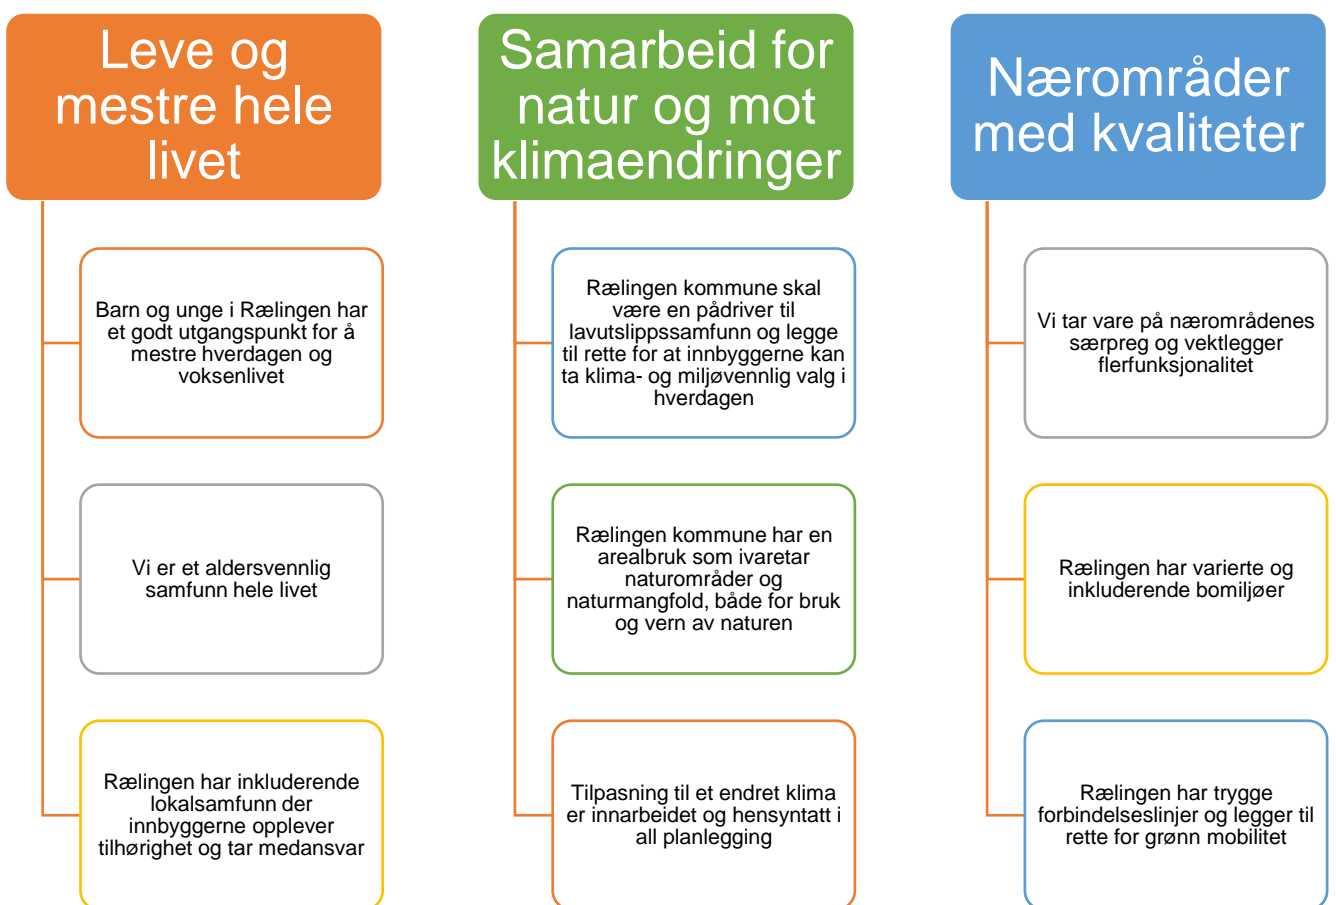 Leve og
mestre hele
livet
Barn og unge i Rælingen har
et godt utgangspunkt for å
mestre hverdagen og
voksenlivet
Vi er et aldersvennlig
samfunn hele livet
Rælingen har inkluderende
lokalsamfunn der
innbyggerne opplever
tilhørighet og tar medansvar
Samarbeid for
natur og mot
klimaendringer
Rælingen kommune skal
være en pådriver til
lavutslippssamfunn og legge
til rette for at innbyggerne kan
ta klima- og miljøvennlig valg i
hverdagen
Rælingen kommune har en
arealbruk som ivaretar
naturområder og
naturmangfold, både for bruk
og vern av naturen
Tilpasning til et endret klima
er innarbeidet og hensyntatt i
all planlegging
Nærområder
med kvaliteter
Vi tar vare på nærområdenes
særpreg og vektlegger
flerfunksjonalitet
Rælingen har varierte og
inkluderende bomiljøer
Rælingen har trygge
forbindelseslinjer og legger til
rette for grønn mobilitet